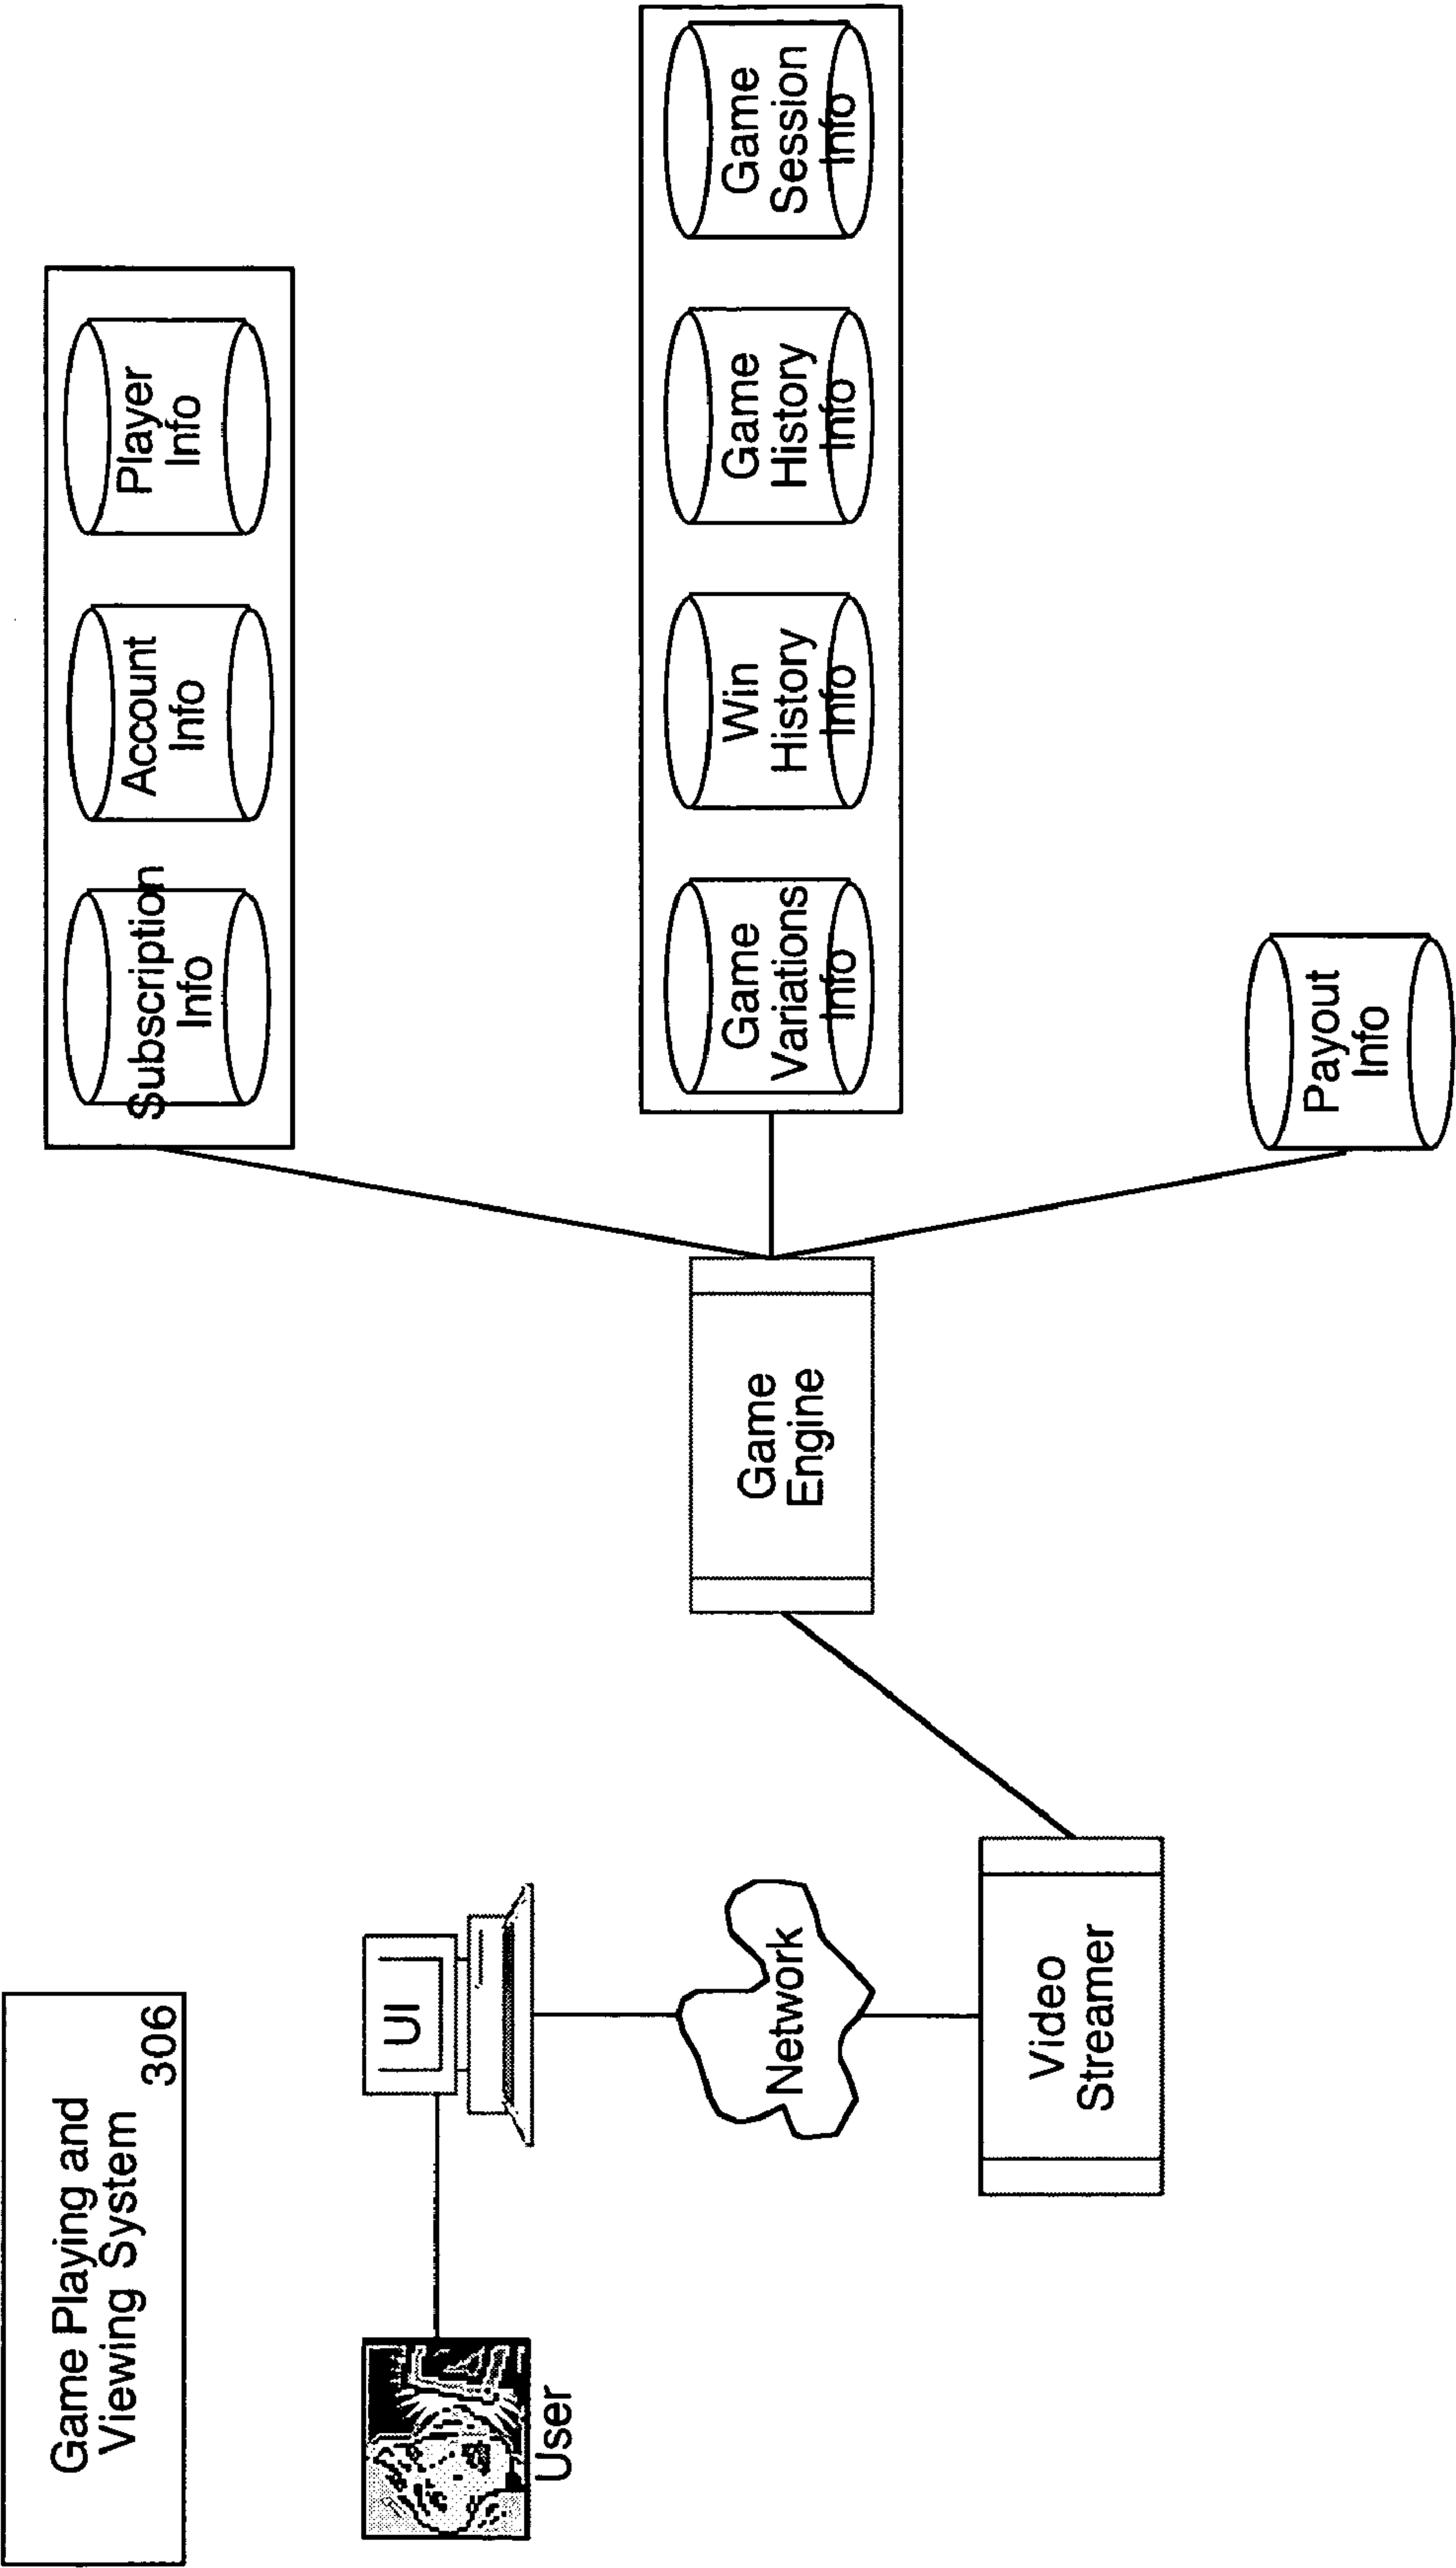 Game Playing and
Viewing System
306
User
UI
Network
Video
Streamer
Game
Engine
Subscription
Info
Account
Info
Player
Info
Game
Variations
Info
Win
History
Info
Game
History
Info
Game
Session
Info
Payout
Info